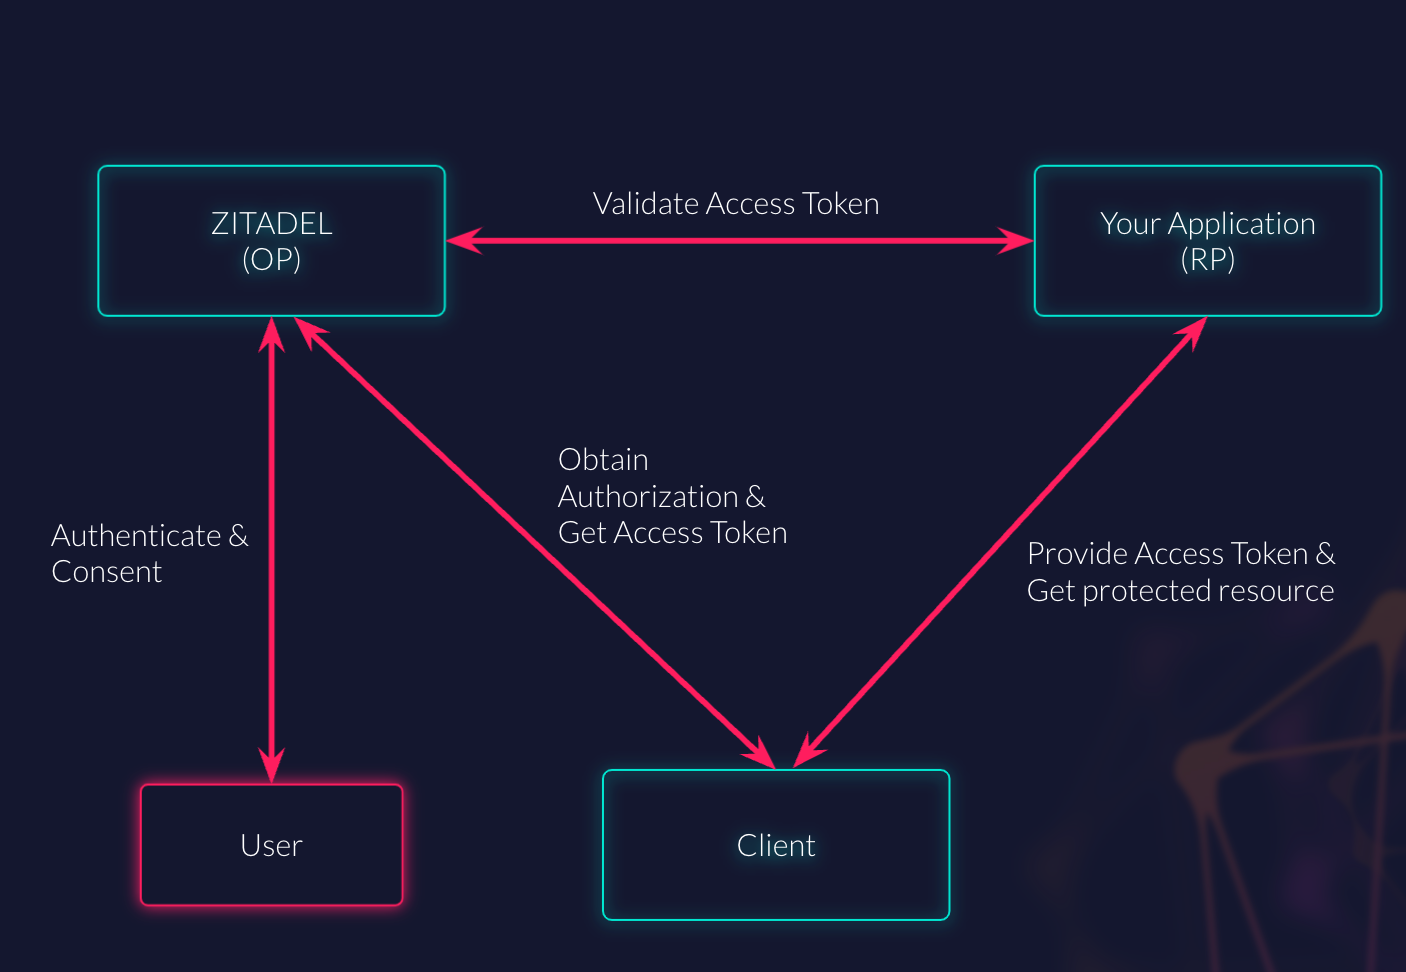 ZITADEL
(OP)
Validate Access Token
Your Application
(RP)
Obtain
Authorization &
Get Access Token
Authenticate &
Consent
Provide Access Token &
Get protected resource
User
Client